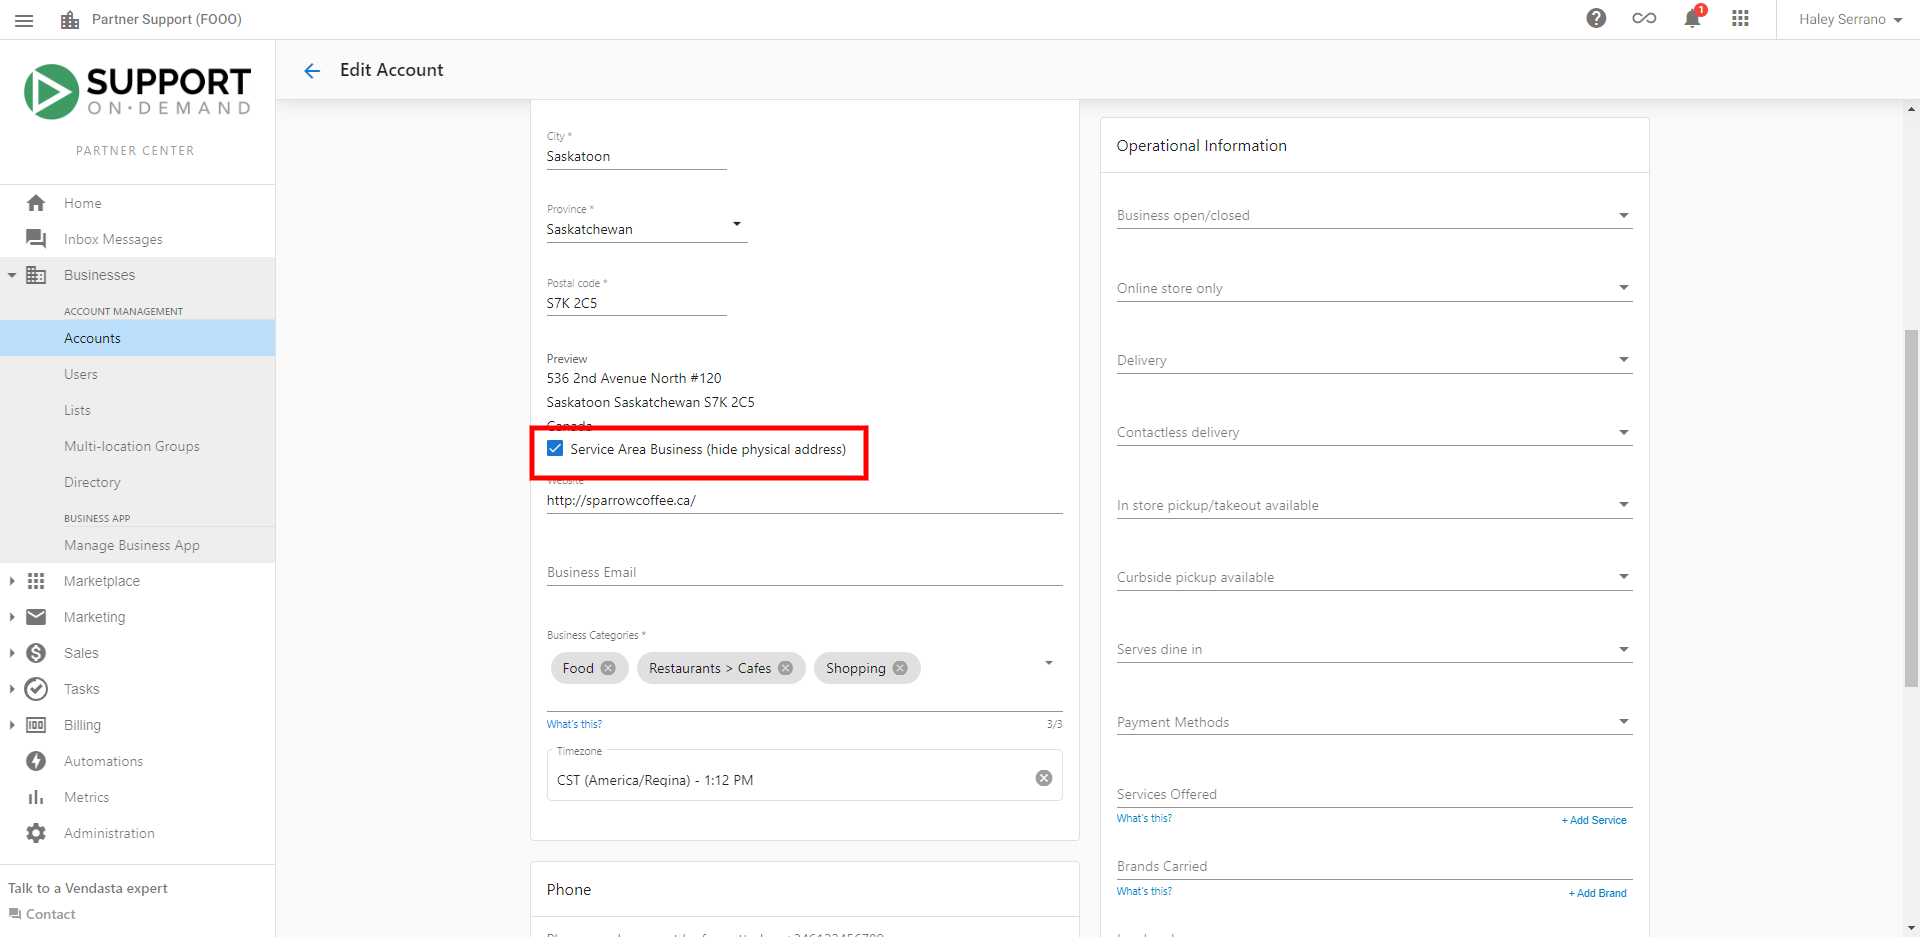 Partner Support (FOOO)
1
Haley Serrano
SUPPORT
ON·DEMAND
PARTNER CENTER
Home
Inbox Messages
Businesses
ACCOUNT MANAGEMENT
Accounts
Users
Lists
Multi-location Groups
Directory
BUSINESS APP
Manage Business App
Marketplace
Marketing
Sales
Tasks
Billing
Automations
Metrics
Administration
Talk to a Vendasta expert
Contact
Edit Account
City *
Saskatoon
Province *
Saskatchewan
Postal code *
S7K 2C5
Preview
536 2nd Avenue North #120
Saskatoon Saskatchewan S7K 2C5
Canada
Service Area Business (hide physical address)
Website
http://sparrowcoffee.ca/
Business Email
Business Categories *
Food
Restaurants > Cafes
Shopping
What's this?
3/3
Timezone
CST (America/Regina) - 1:12 PM
Phone
Operational Information
Business open/closed
Online store only
Delivery
Contactless delivery
In store pickup/takeout available
Curbside pickup available
Serves dine in
Payment Methods
Services Offered
What's this?
+ Add Service
Brands Carried
What's this?
+ Add Brand